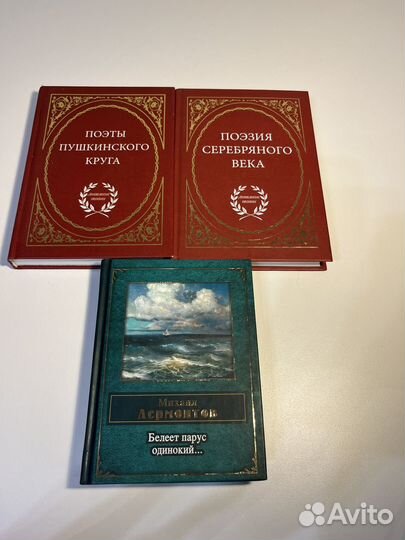 ПОЭТЫ
ПУШКИНСКОГО
КРУГА
ПОЭЗИЯ
СЕРЕБРЯНОГО
ВЕКА
Михаил
Лермонтов
Белеет парус
одинокий...
Avito